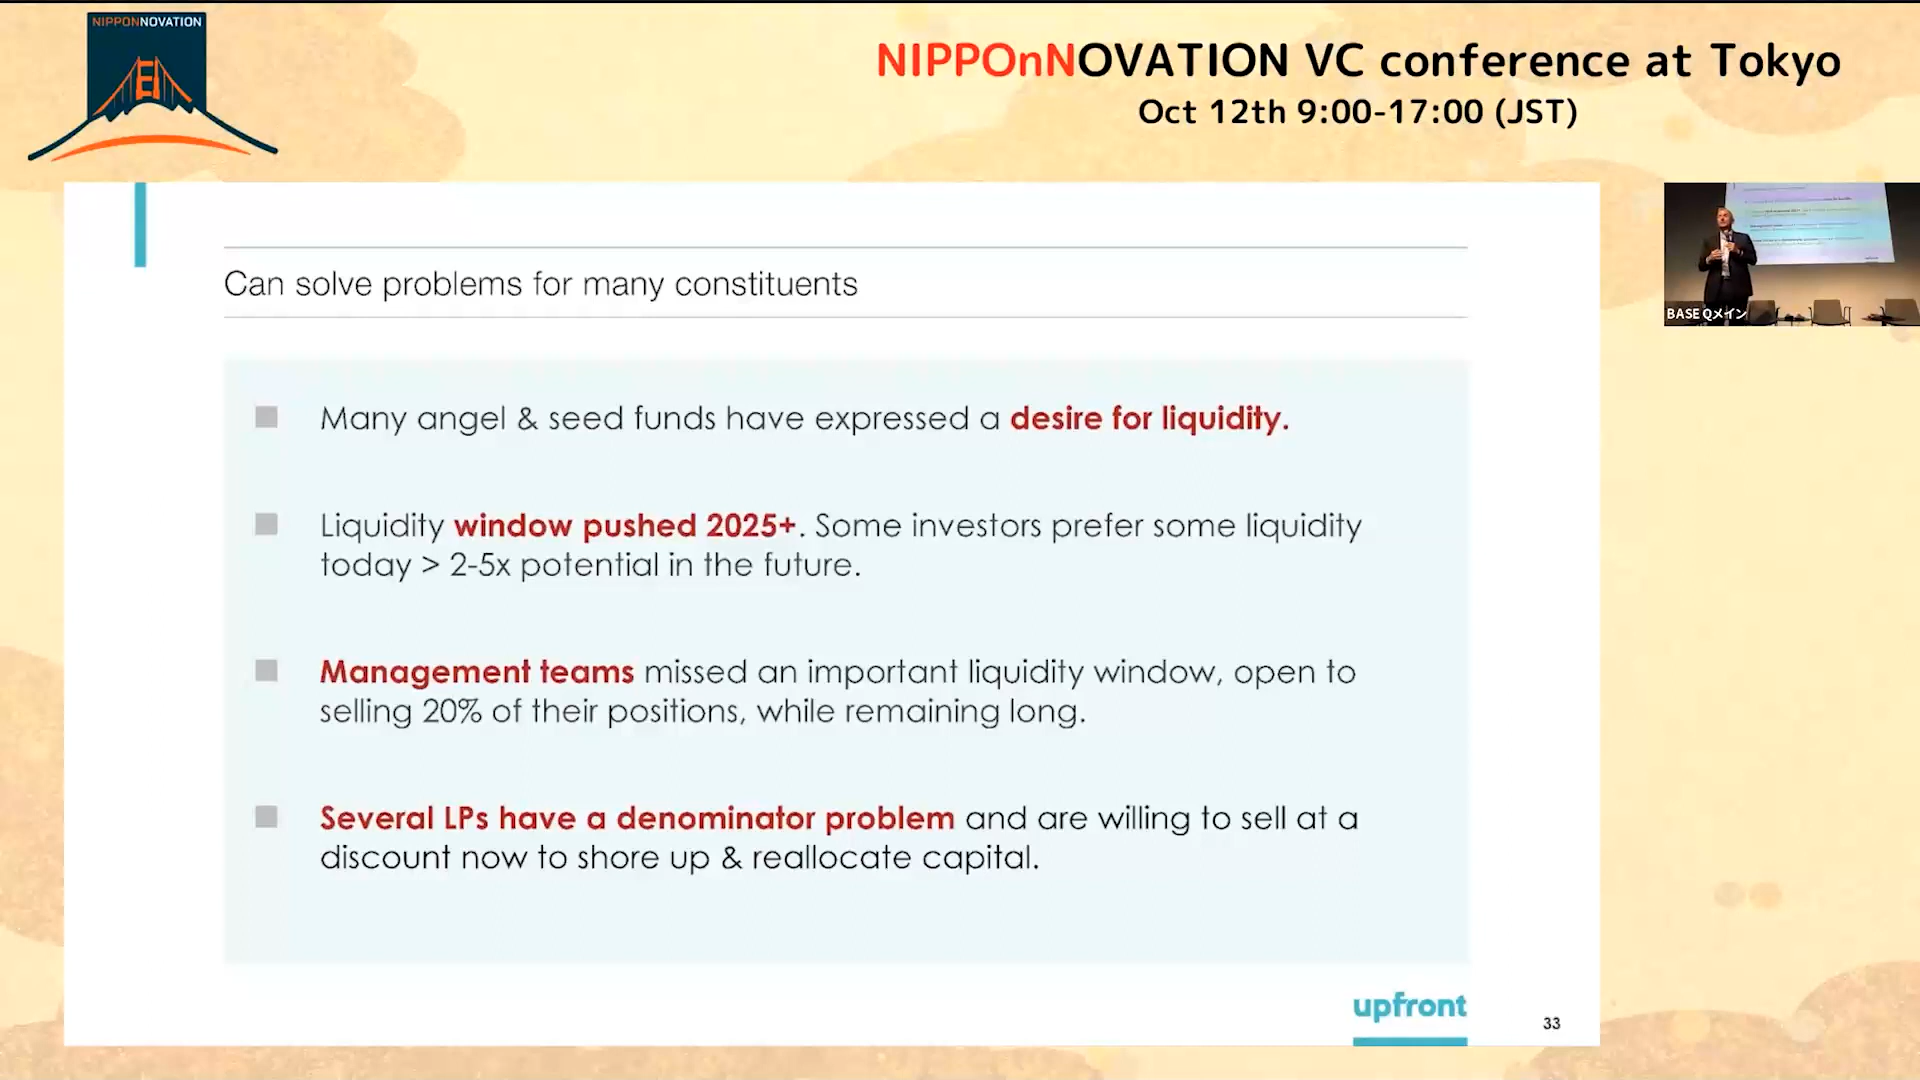 NIPPONNOVATION
NIPPOnNOVATION VC conference at Tokyo
Oct 12th 9:00-17:00 (JST)
Can solve problems for many constituents
Many angel & seed funds have expressed a desire for liquidity.
Liquidity window pushed 2025+. Some investors prefer some liquidity
today > 2-5x potential in the future.
Management teams missed an important liquidity window, open to
selling 20% of their positions, while remaining long.
Several LPs have a denominator problem and are willing to sell at a
discount now to shore up & reallocate capital.
upfront
33
BASE Qメイン